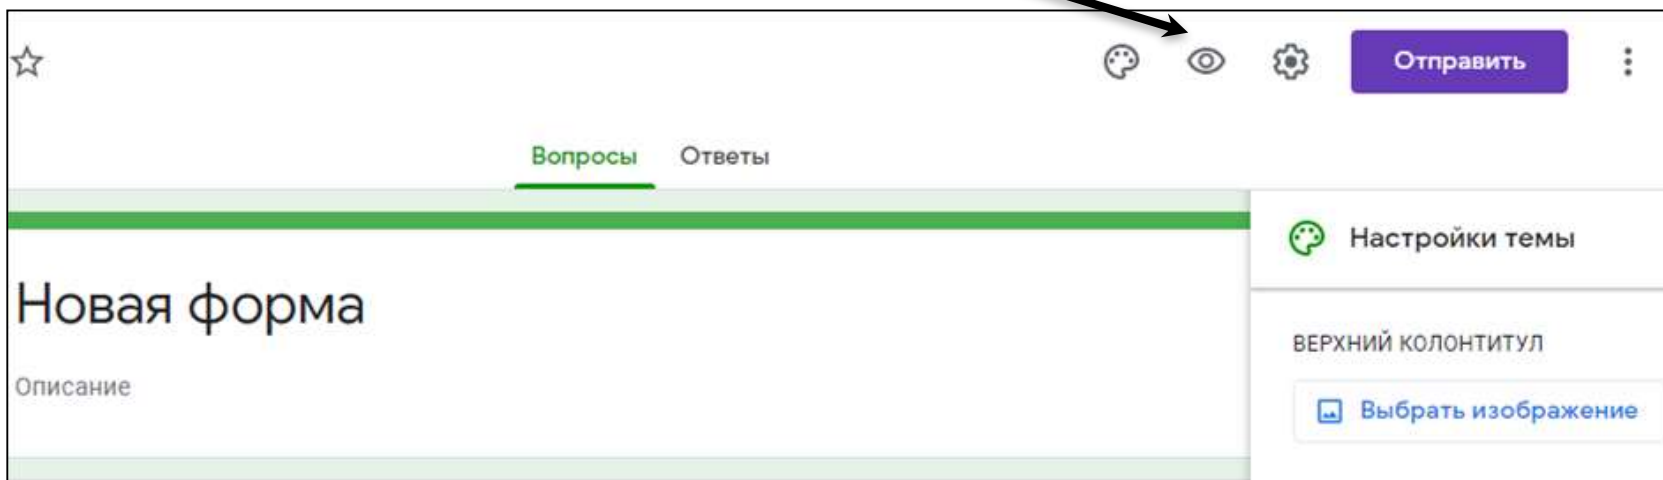 Отправить
Вопросы Ответы
Настройки темы
Новая форма
ВЕРХНИЙ КОЛОНТИТУЛ
Описание
Выбрать изображение